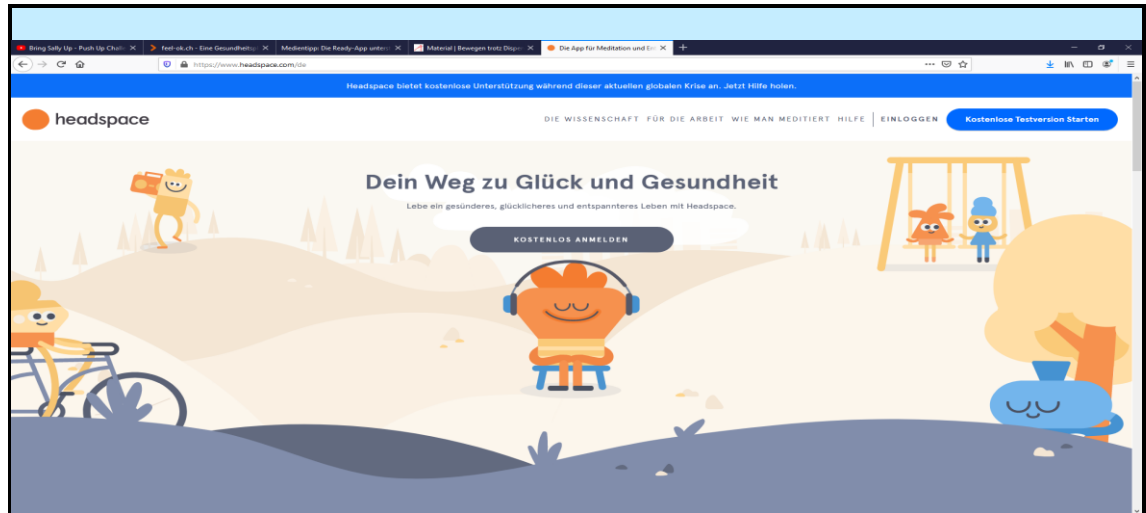 Bring Sally Up - Push Up Chall
feel-ok.ch - Eine Gesundheitsp
Medientipp: Die Ready-App unters
Material | Bewegen trotz Dispe
Die App für Meditation und En
https://www.headspace.com/de
Headspace bietet kostenlose Unterstützung während dieser aktuellen globalen Krise an. Jetzt Hilfe holen.
headspace
DIE WISSENSCHAFT FÜR DIE ARBEIT WIE MAN MEDITIERT HILFE EINLOGGEN Kostenlose Testversion Starten
Dein Weg zu Glück und Gesundheit
Lebe ein gesünderes, glücklicheres und entspannteres Leben mit Headspace.
KOSTENLOS ANMELDEN